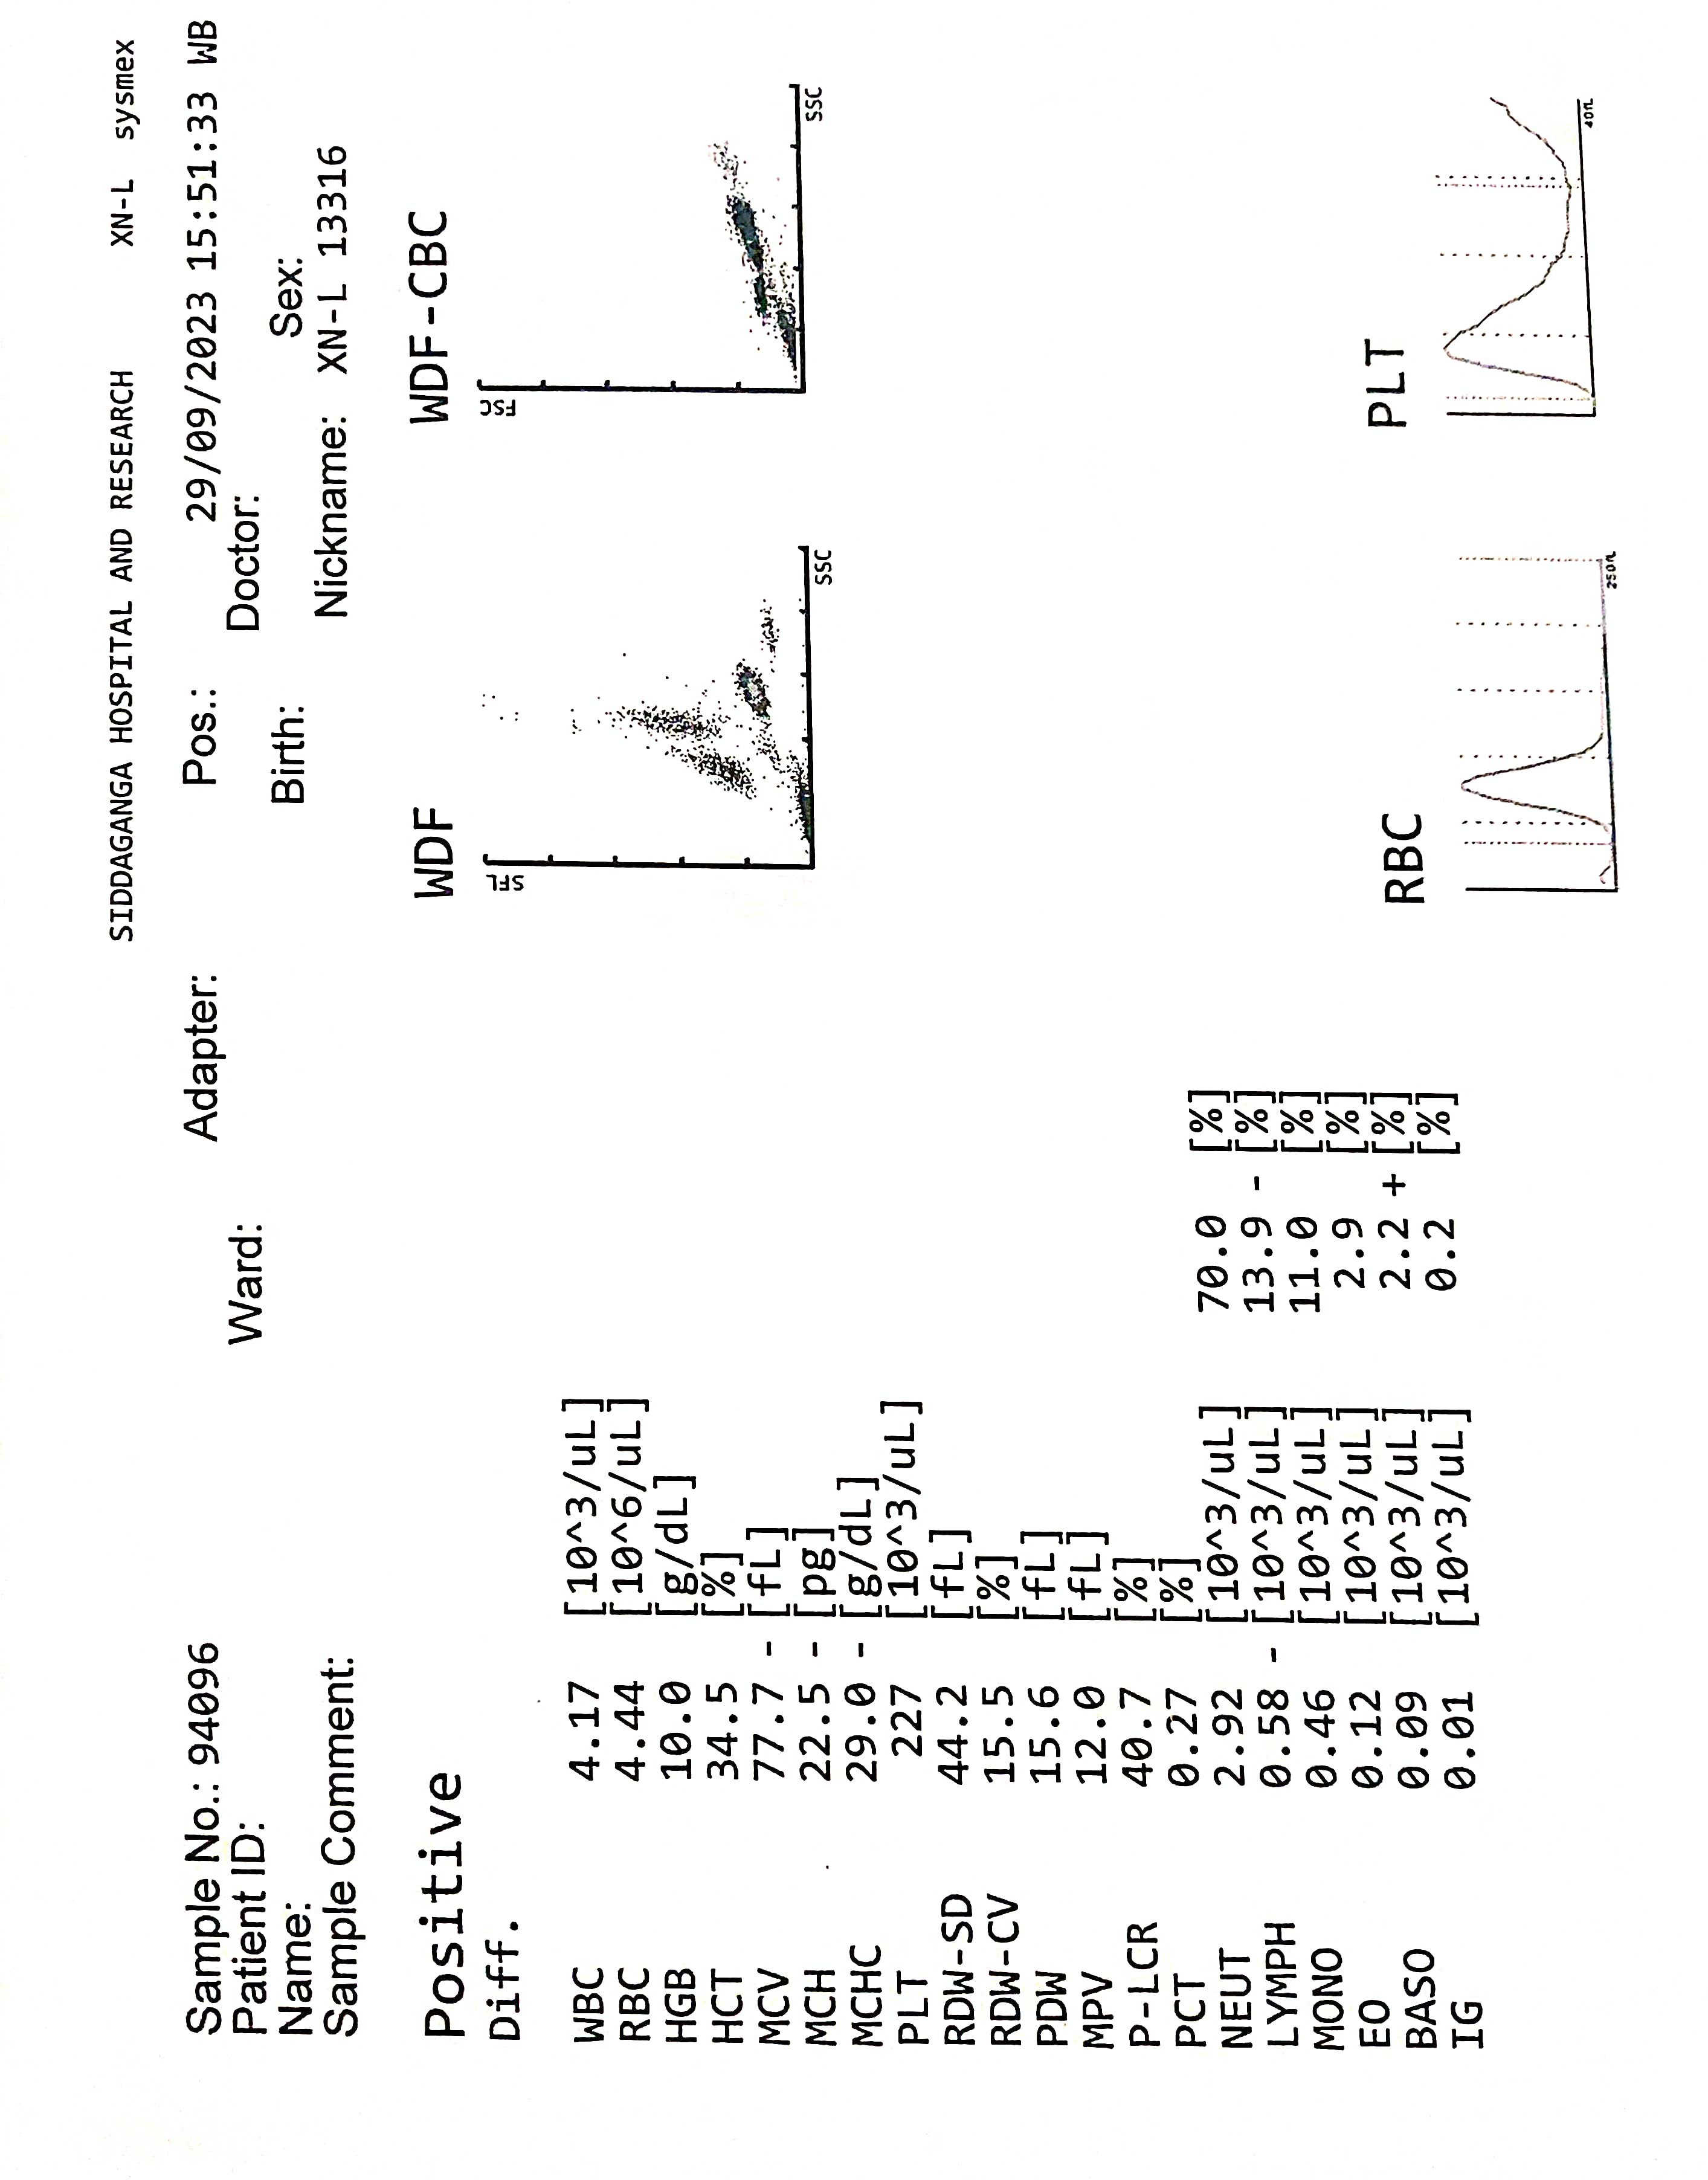 SIDDAGANGA HOSPITAL AND RESEARCH XN-L sysmex
Sample No.: 94096 Adapter: Pos.: 29/09/2023 15:51:33 WB
Patient ID: Ward: Doctor:
Name: Birth: Sex:
Sample Comment: Nickname: XN-L 13316
Positive WDF WDF-CBC
Diff.
SFL FSC
WBC 4.17 [10^3/uL]
RBC 4.44 [10^6/uL]
HGB 10.0 [g/dL]
HCT 34.5 [%]
MCV 77.7 - [fL]
MCH 22.5 - [pg]
MCHC 29.0 - [g/dL]
SSC SSC
PLT 227 [10^3/uL]
RDW-SD 44.2 [fL]
RDW-CV 15.5 [%]
PDW 15.6 [fL]
MPV 12.0 [fL]
P-LCR 40.7 [%]
PCT 0.27 [%]
NEUT 2.92 [10^3/uL] 70.0 [%]
LYMPH 0.58 - [10^3/uL] 13.9 - [%]
MONO 0.46 [10^3/uL] 11.0 [%]
EO 0.12 [10^3/uL] 2.9 [%]
BASO 0.09 [10^3/uL] 2.2 + [%]
IG 0.01 [10^3/uL] 0.2 [%]
RBC PLT
250fL 40fL